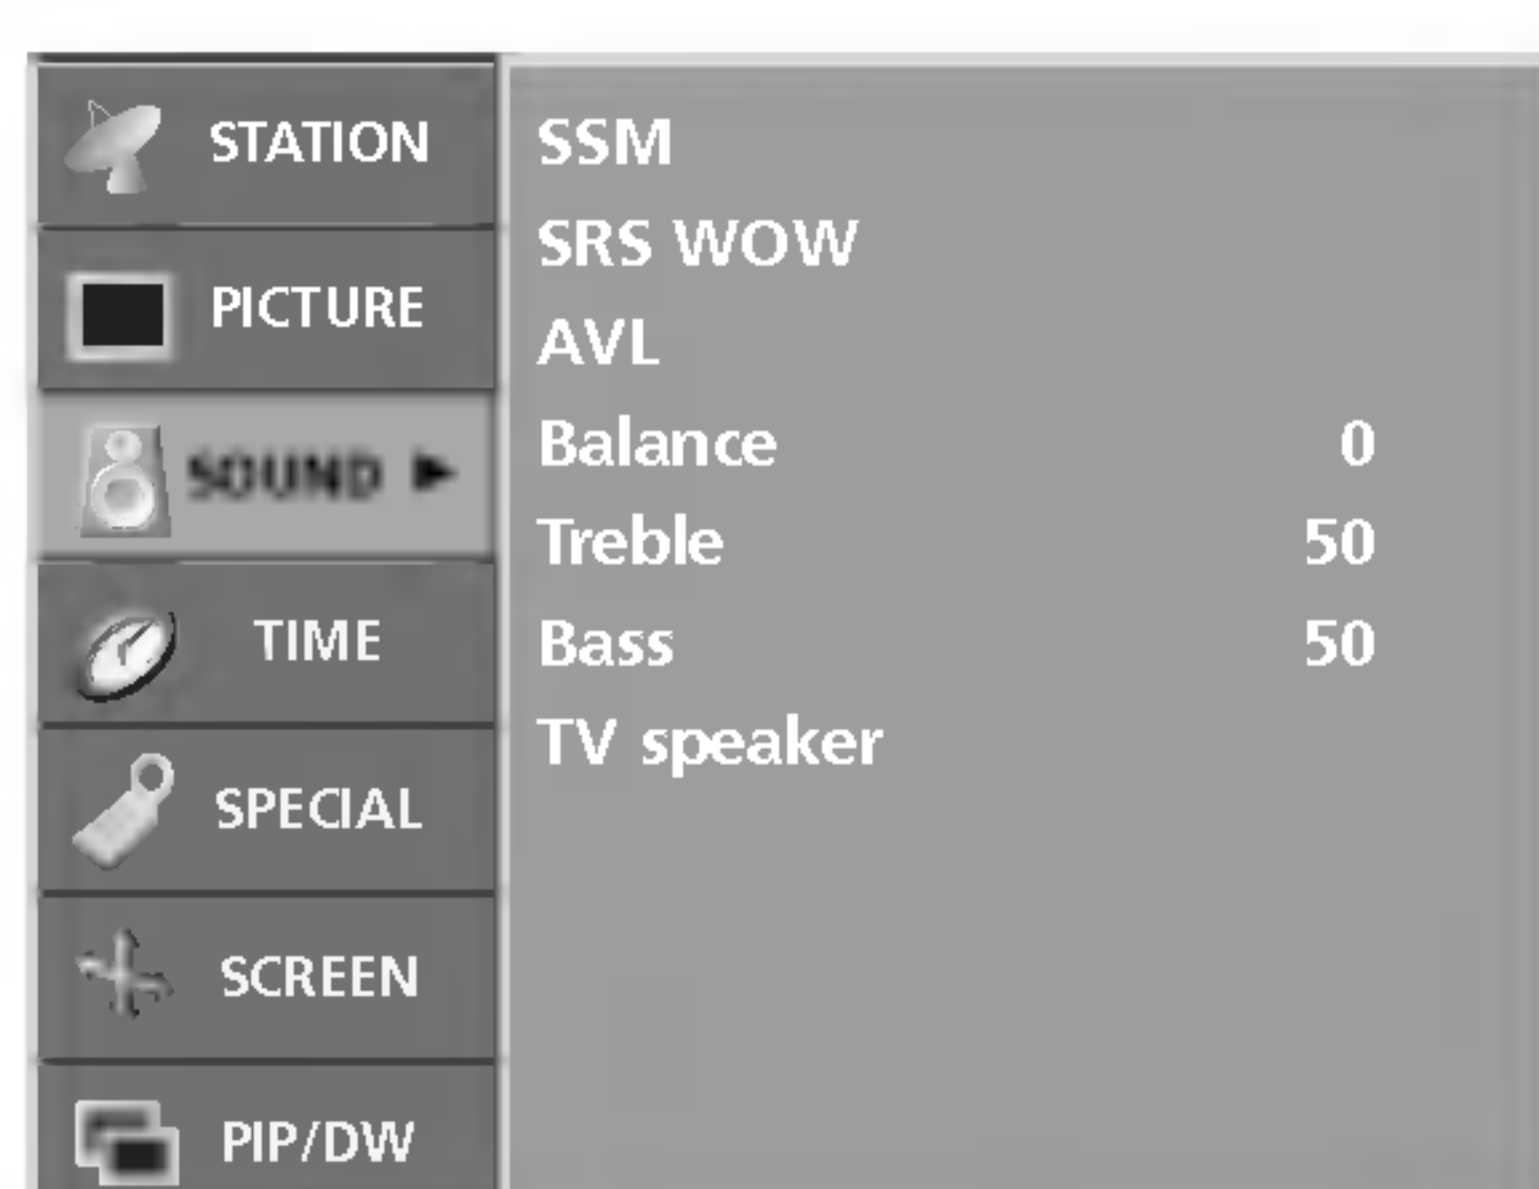 STATION
PICTURE
SOUND ►
TIME
SPECIAL
SCREEN
PIP/DW
SSM
SRS WOW
AVL
Balance 0
Treble 50
Bass 50
TV speaker